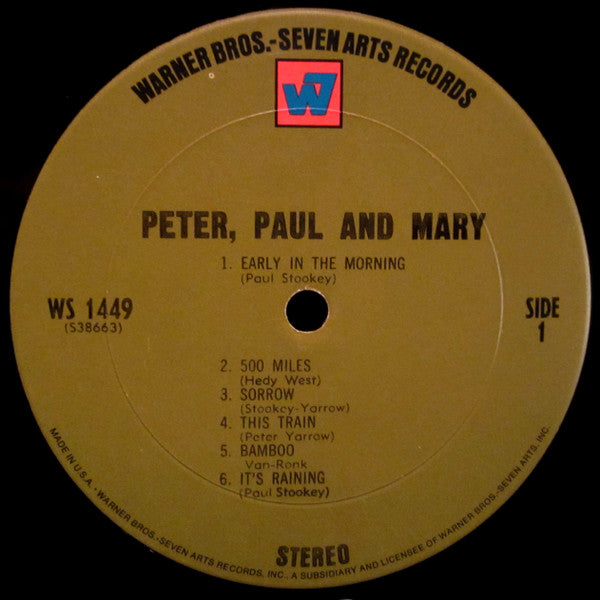 WARNER BROS.-SEVEN ARTS RECORDS
W7
PETER, PAUL AND MARY
1. EARLY IN THE MORNING
(Paul Stookey)
WS 1449
(S38663)
SIDE
1
2. 500 MILES
(Hedy West)
3. SORROW
(Stookey-Yarrow)
4. THIS TRAIN
(Peter Yarrow)
5. BAMBOO
Van-Ronk
6. IT'S RAINING
(Paul Stookey)
STEREO
MADE IN U.S.A. • WARNER BROS.-SEVEN ARTS RECORDS, INC., A SUBSIDIARY AND LICENSEE OF WARNER BROS.-SEVEN ARTS, INC.